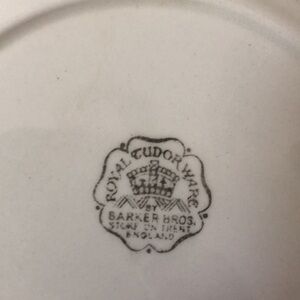 ROYAL TUDOR WARE
BY
BARKER BROS.
STOKE ON TRENT
ENGLAND